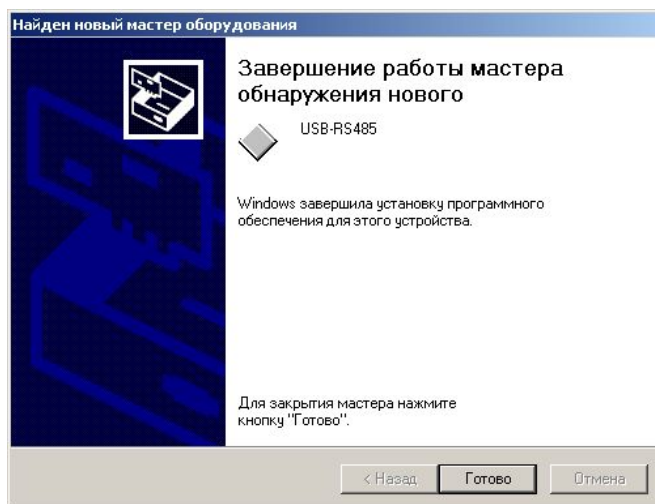 Найден новый мастер оборудования
Завершение работы мастера
обнаружения нового
USB-RS485
Windows завершила установку программного
обеспечения для этого устройства.
Для закрытия мастера нажмите
кнопку "Готово".
< Назад
Готово
Отмена